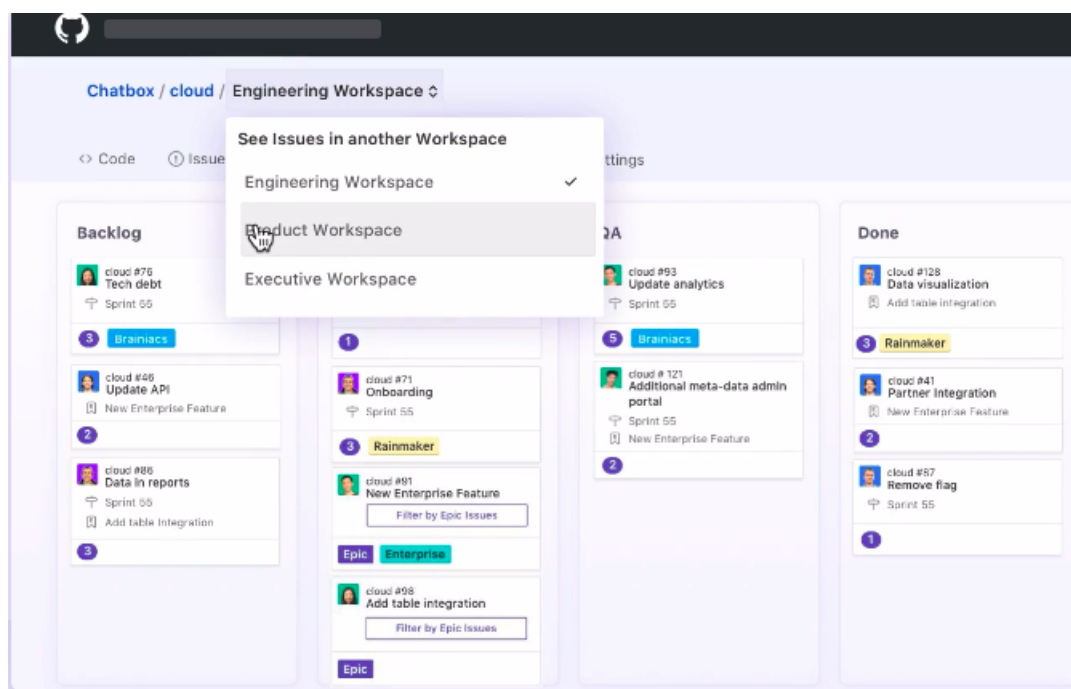 Chatbox / cloud / Engineering Workspace
See Issues in another Workspace
Engineering Workspace
Product Workspace
Executive Workspace
Code
Issue
ttings
Backlog
cloud #76
Tech debt
Sprint 55
3 Brainiacs
cloud #46
Update API
New Enterprise Feature
2
cloud #86
Data in reports
Sprint 55
Add table Integration
3
1
cloud #71
Onboarding
Sprint 55
3 Rainmaker
cloud #91
New Enterprise Feature
Filter by Epic Issues
Epic Enterprise
cloud #98
Add table integration
Filter by Epic Issues
Epic
QA
cloud #93
Update analytics
Sprint 55
5 Brainiacs
cloud # 121
Additional meta-data admin
portal
Sprint 55
New Enterprise Feature
2
Done
cloud #128
Data visualization
Add table integration
3 Rainmaker
cloud #41
Partner Integration
New Enterprise Feature
2
cloud #87
Remove flag
Sprint 55
1